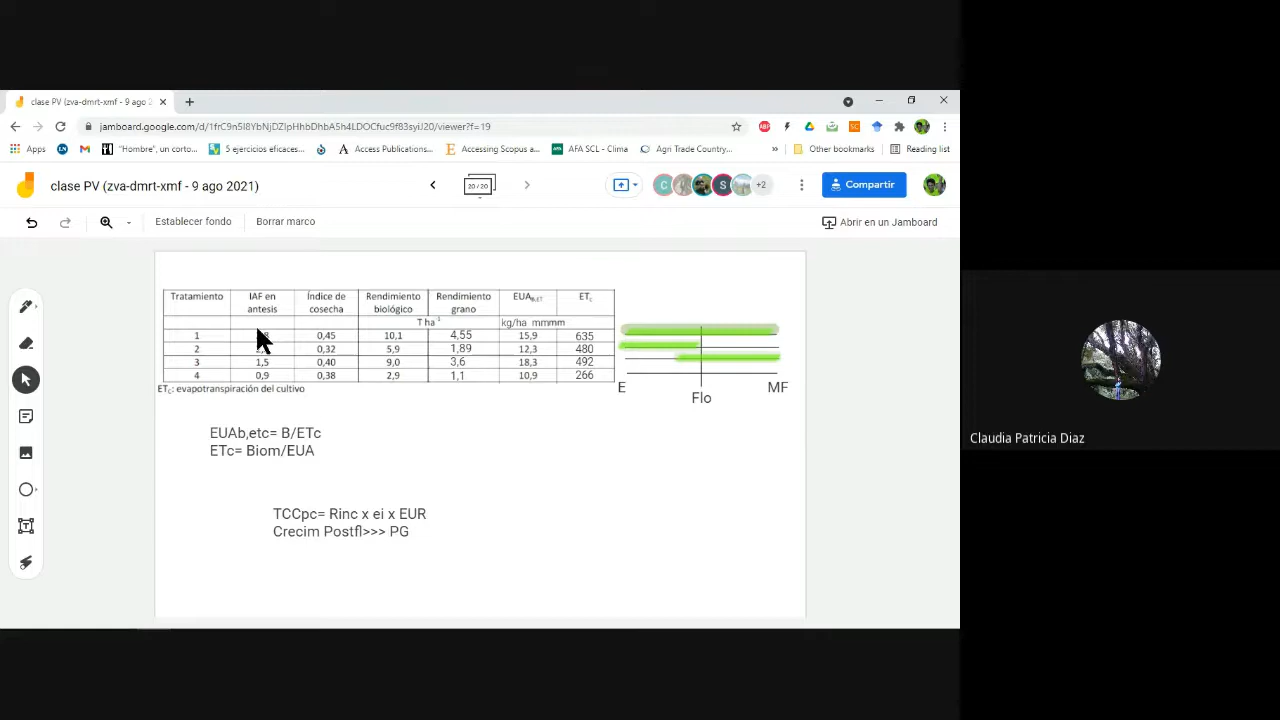 clase PV (zva-dmrt-xmf - 9 ago 2
jamboard.google.com/d/1frC9n5I8YbNjDZlpHhbDhbA5h4LDOCfuc9f83syiJ20/viewer?f=19
Apps "Hombre", un corto... 5 ejercicios eficaces... Access Publications... Accessing Scopus a... AFA SCL - Clima Agri Trade Country... » Other bookmarks Reading list
clase PV (zva-dmrt-xmf - 9 ago 2021)
20 / 20
C S +2
Compartir
Establecer fondo Borrar marco
Abrir en un Jamboard
Tratamiento IAF en antesis Índice de cosecha Rendimiento biológico Rendimiento grano EUAB,ET ETc
T ha-1 kg/ha mmmm
1 0,45 10,1 4,55 15,9 635
2 0,32 5,9 1,89 12,3 480
3 1,5 0,40 9,0 3,6 18,3 492
4 0,9 0,38 2,9 1,1 10,9 266
ETc: evapotranspiración del cultivo
E Flo MF
EUAb,etc= B/ETc
ETc= Biom/EUA
TCCpc= Rinc x ei x EUR
Crecim Postfl>>> PG
Claudia Patricia Diaz